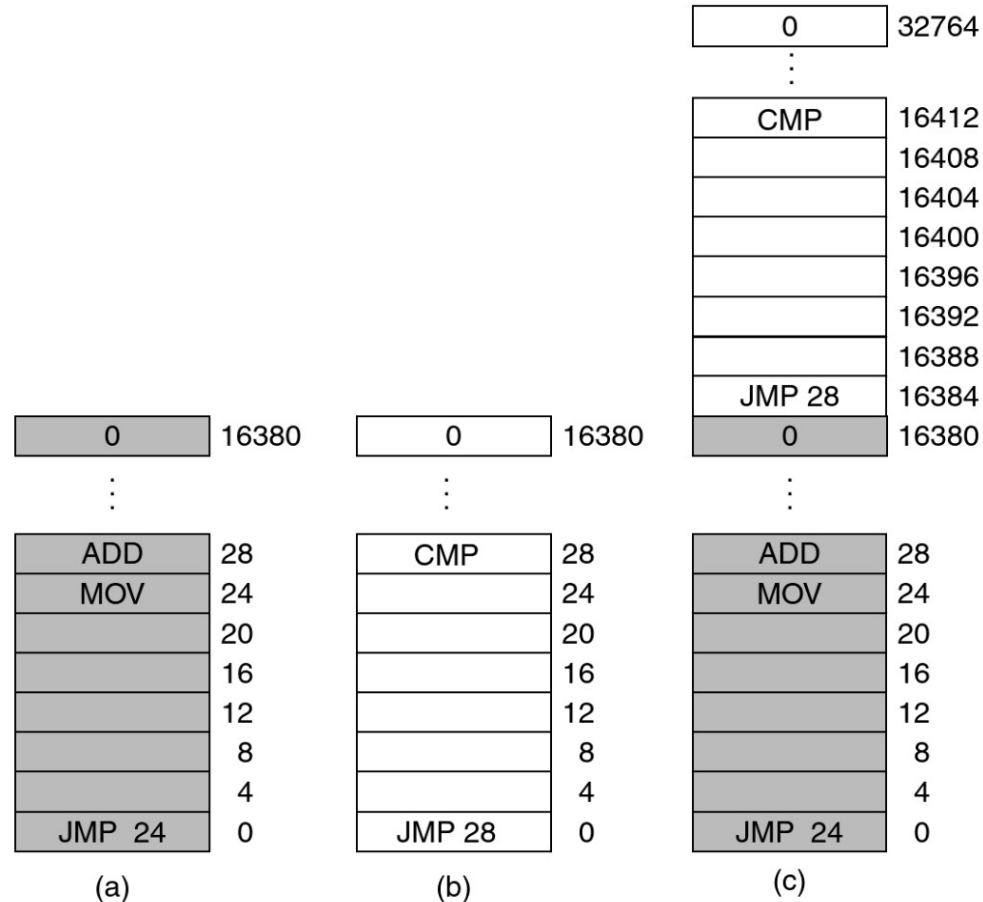 0 32764
⋮
CMP 16412
16408
16404
16400
16396
16392
16388
JMP 28 16384
0 16380 0 16380 0 16380
⋮ ⋮ ⋮
ADD 28 CMP 28 ADD 28
MOV 24 24 MOV 24
20 20 20
16 16 16
12 12 12
8 8 8
4 4 4
JMP 24 0 JMP 28 0 JMP 24 0
(a) (b) (c)